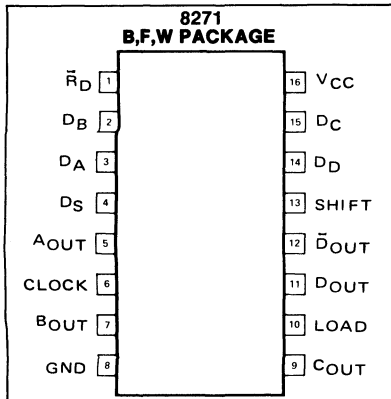 8271
B,F,W PACKAGE
R̄D 1
DB 2
DA 3
DS 4
AOUT 5
CLOCK 6
BOUT 7
GND 8
16 VCC
15 DC
14 DD
13 SHIFT
12 D̄OUT
11 DOUT
10 LOAD
9 COUT